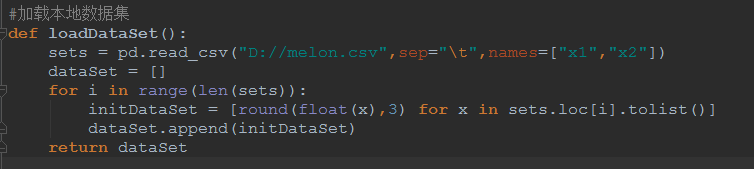 #加载本地数据集
def loadDataSet():
    sets = pd.read_csv("D://melon.csv",sep="\t",names=["x1","x2"])
    dataSet = []
    for i in range(len(sets)):
        initDataSet = [round(float(x),3) for x in sets.loc[i].tolist()]
        dataSet.append(initDataSet)
    return dataSet